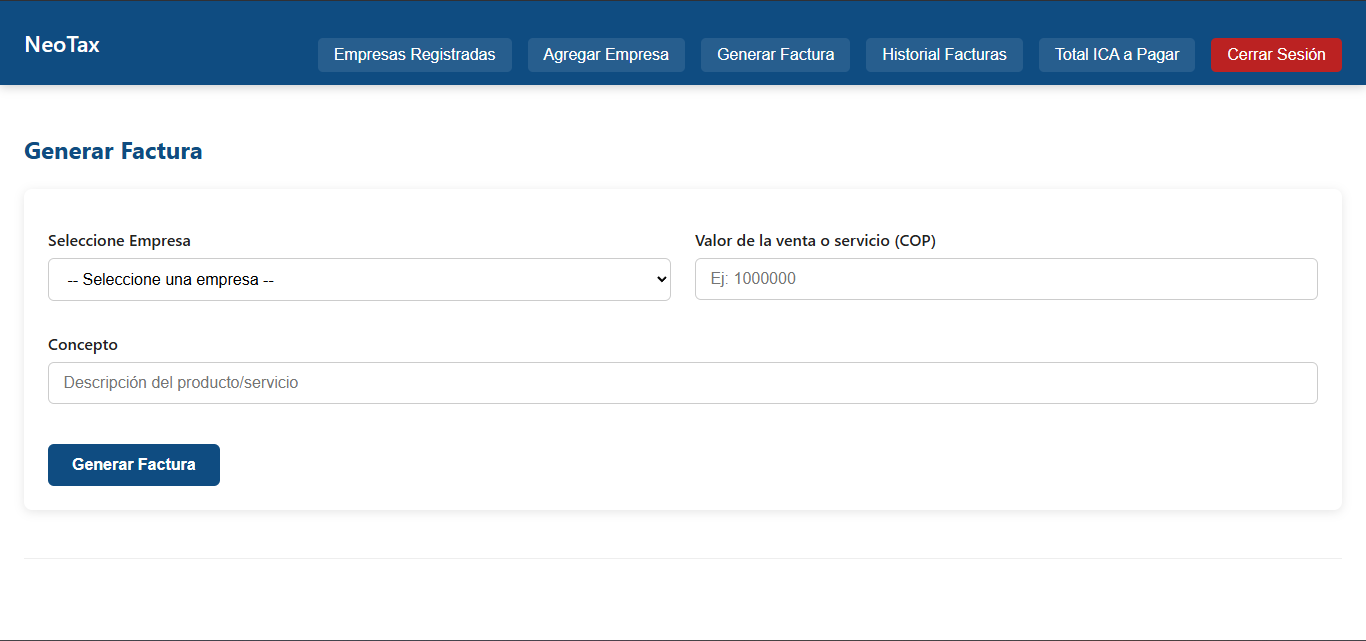 NeoTax
Empresas Registradas
Agregar Empresa
Generar Factura
Historial Facturas
Total ICA a Pagar
Cerrar Sesión
Generar Factura
Seleccione Empresa
-- Seleccione una empresa --
Valor de la venta o servicio (COP)
Ej: 1000000
Concepto
Descripción del producto/servicio
Generar Factura